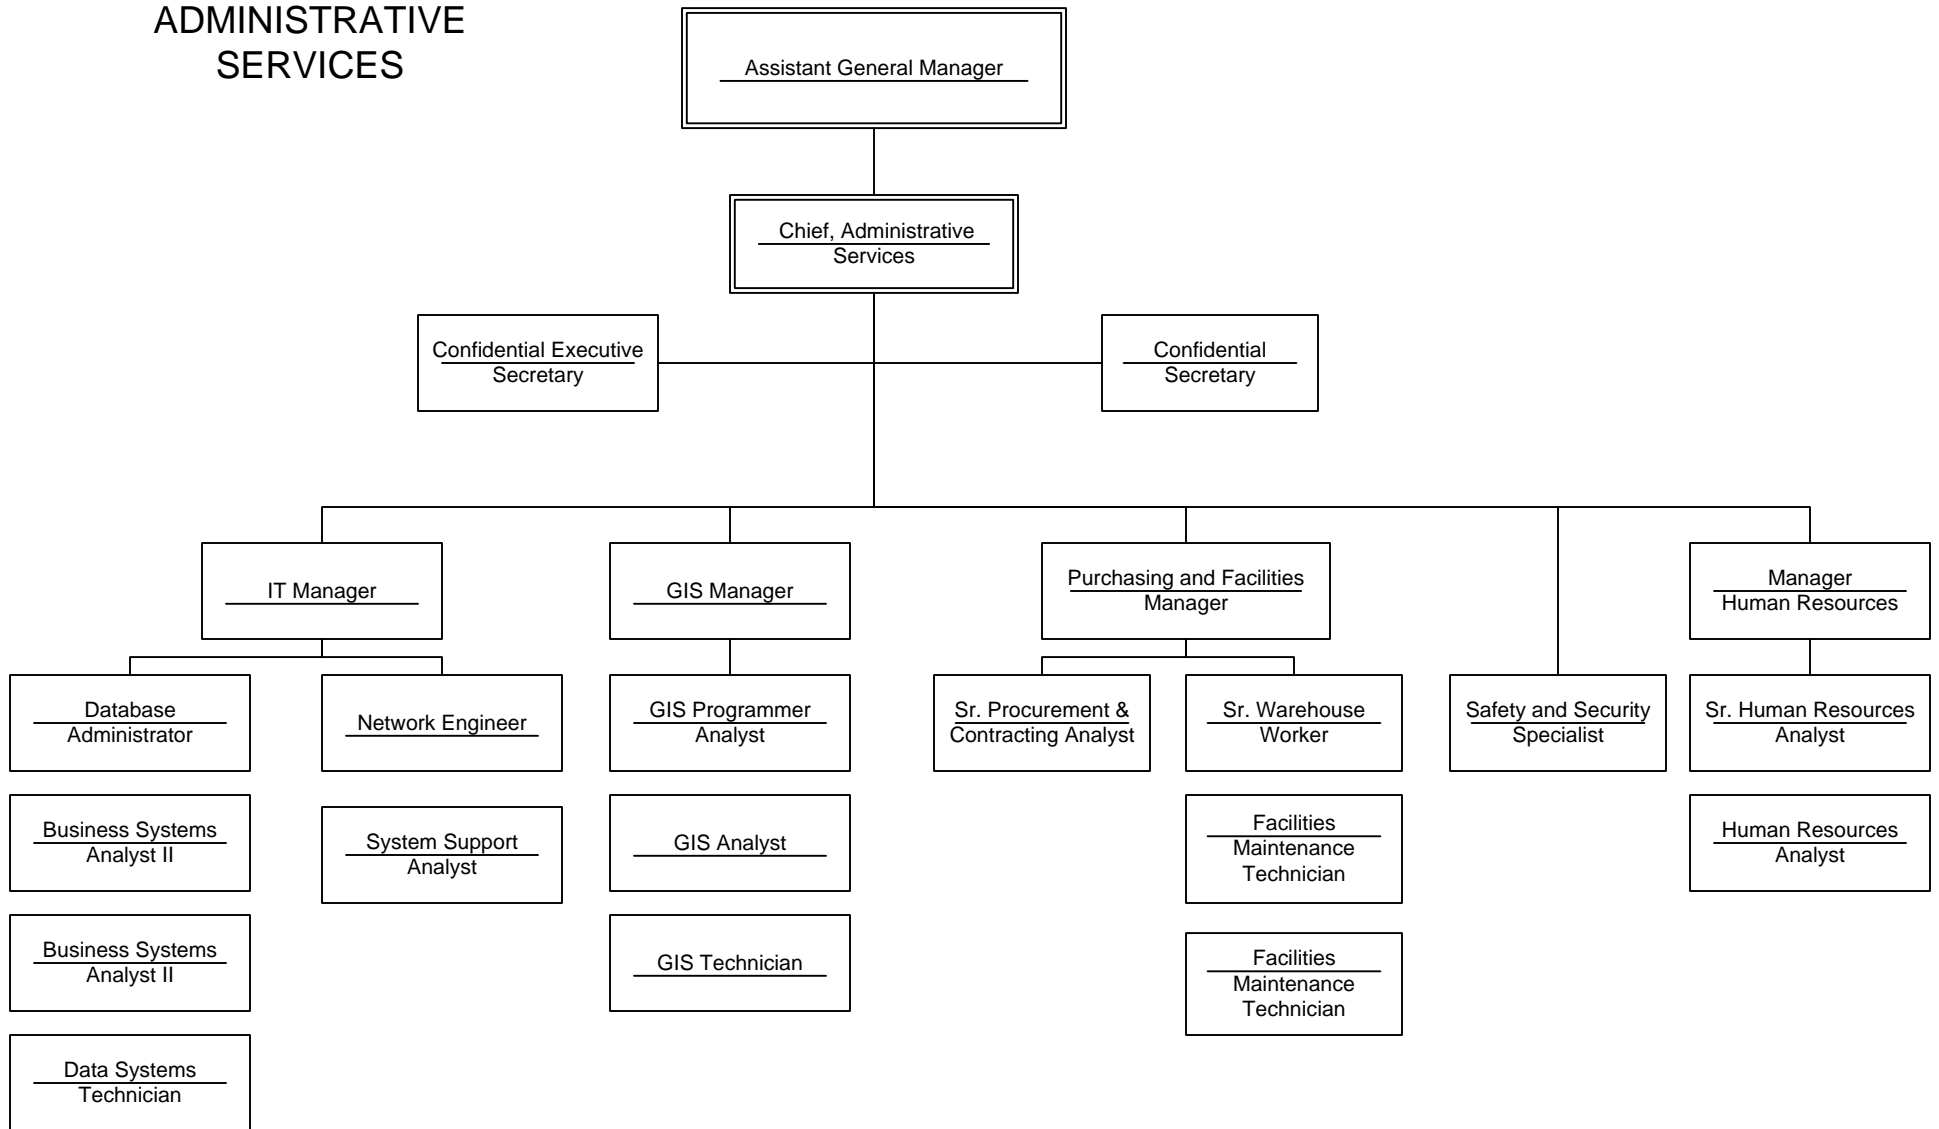 ADMINISTRATIVE
SERVICES
Assistant General Manager
Chief, Administrative
Services
Confidential Executive
Secretary
Confidential
Secretary
IT Manager
GIS Manager
Purchasing and Facilities
Manager
Manager
Human Resources
Database
Administrator
Network Engineer
GIS Programmer
Analyst
Sr. Procurement &
Contracting Analyst
Sr. Warehouse
Worker
Safety and Security
Specialist
Sr. Human Resources
Analyst
Business Systems
Analyst II
System Support
Analyst
GIS Analyst
Facilities
Maintenance
Technician
Human Resources
Analyst
Business Systems
Analyst II
GIS Technician
Facilities
Maintenance
Technician
Data Systems
Technician